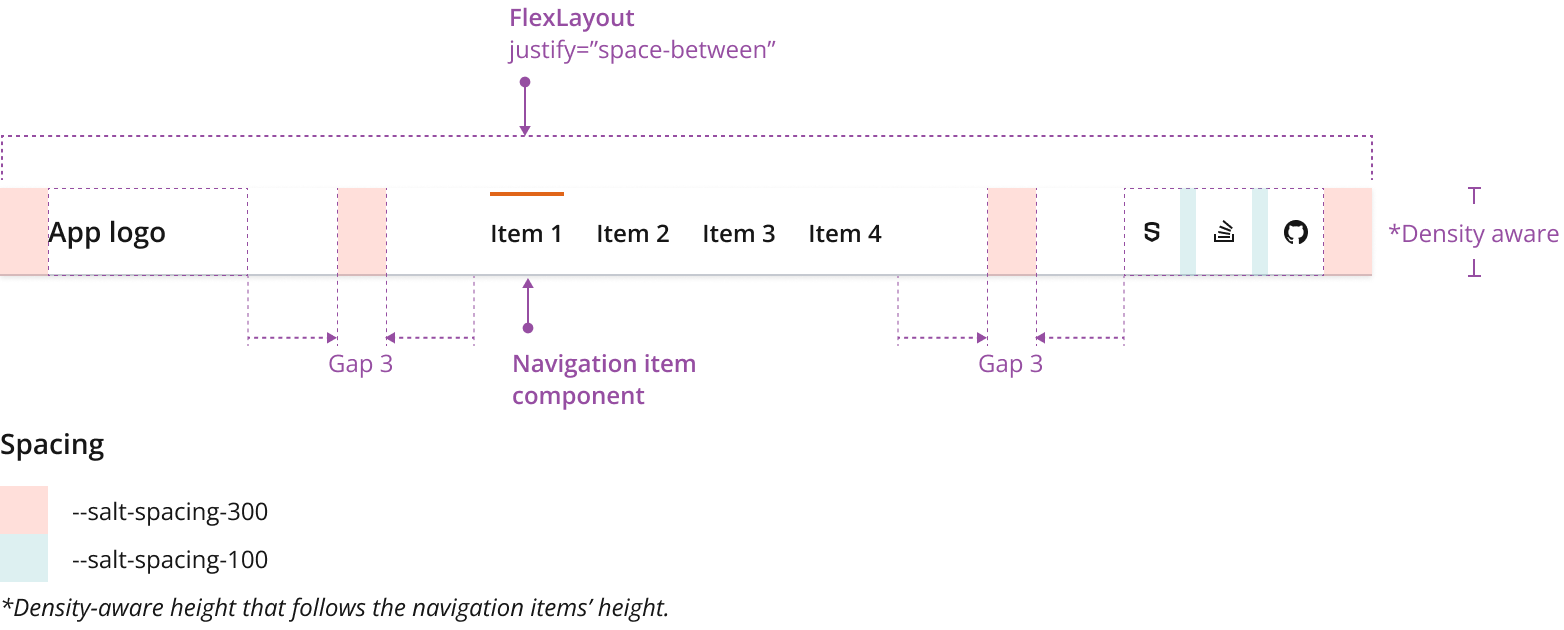 FlexLayout
justify=”space-between”
App logo
Item 1
Item 2
Item 3
Item 4
*Density aware
Gap 3
Navigation item
component
Gap 3
Spacing
--salt-spacing-300
--salt-spacing-100
*Density-aware height that follows the navigation items’ height.